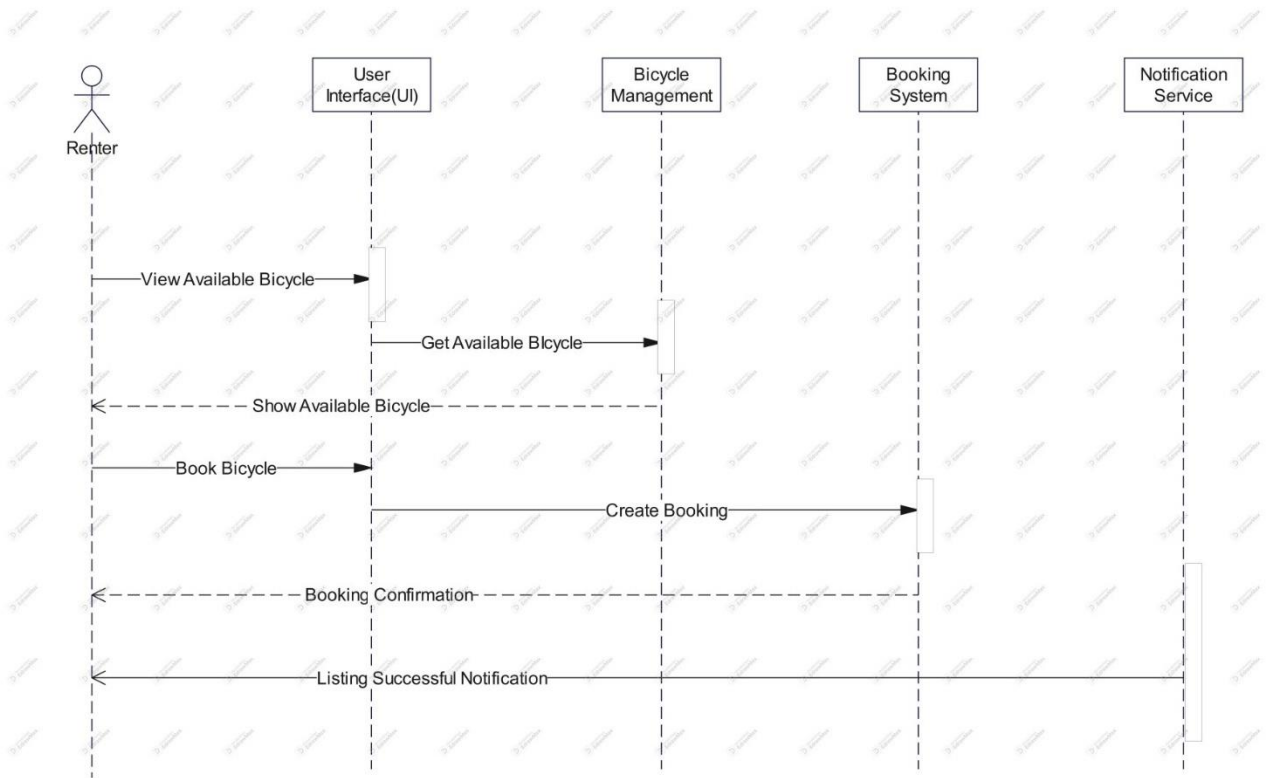 User
Interface(UI)
Bicycle
Management
Booking
System
Notification
Service
Renter
View Available Bicycle
Get Available BIcycle
Show Available Bicycle
Book Bicycle
Create Booking
Booking Confirmation
Listing Successful Notification